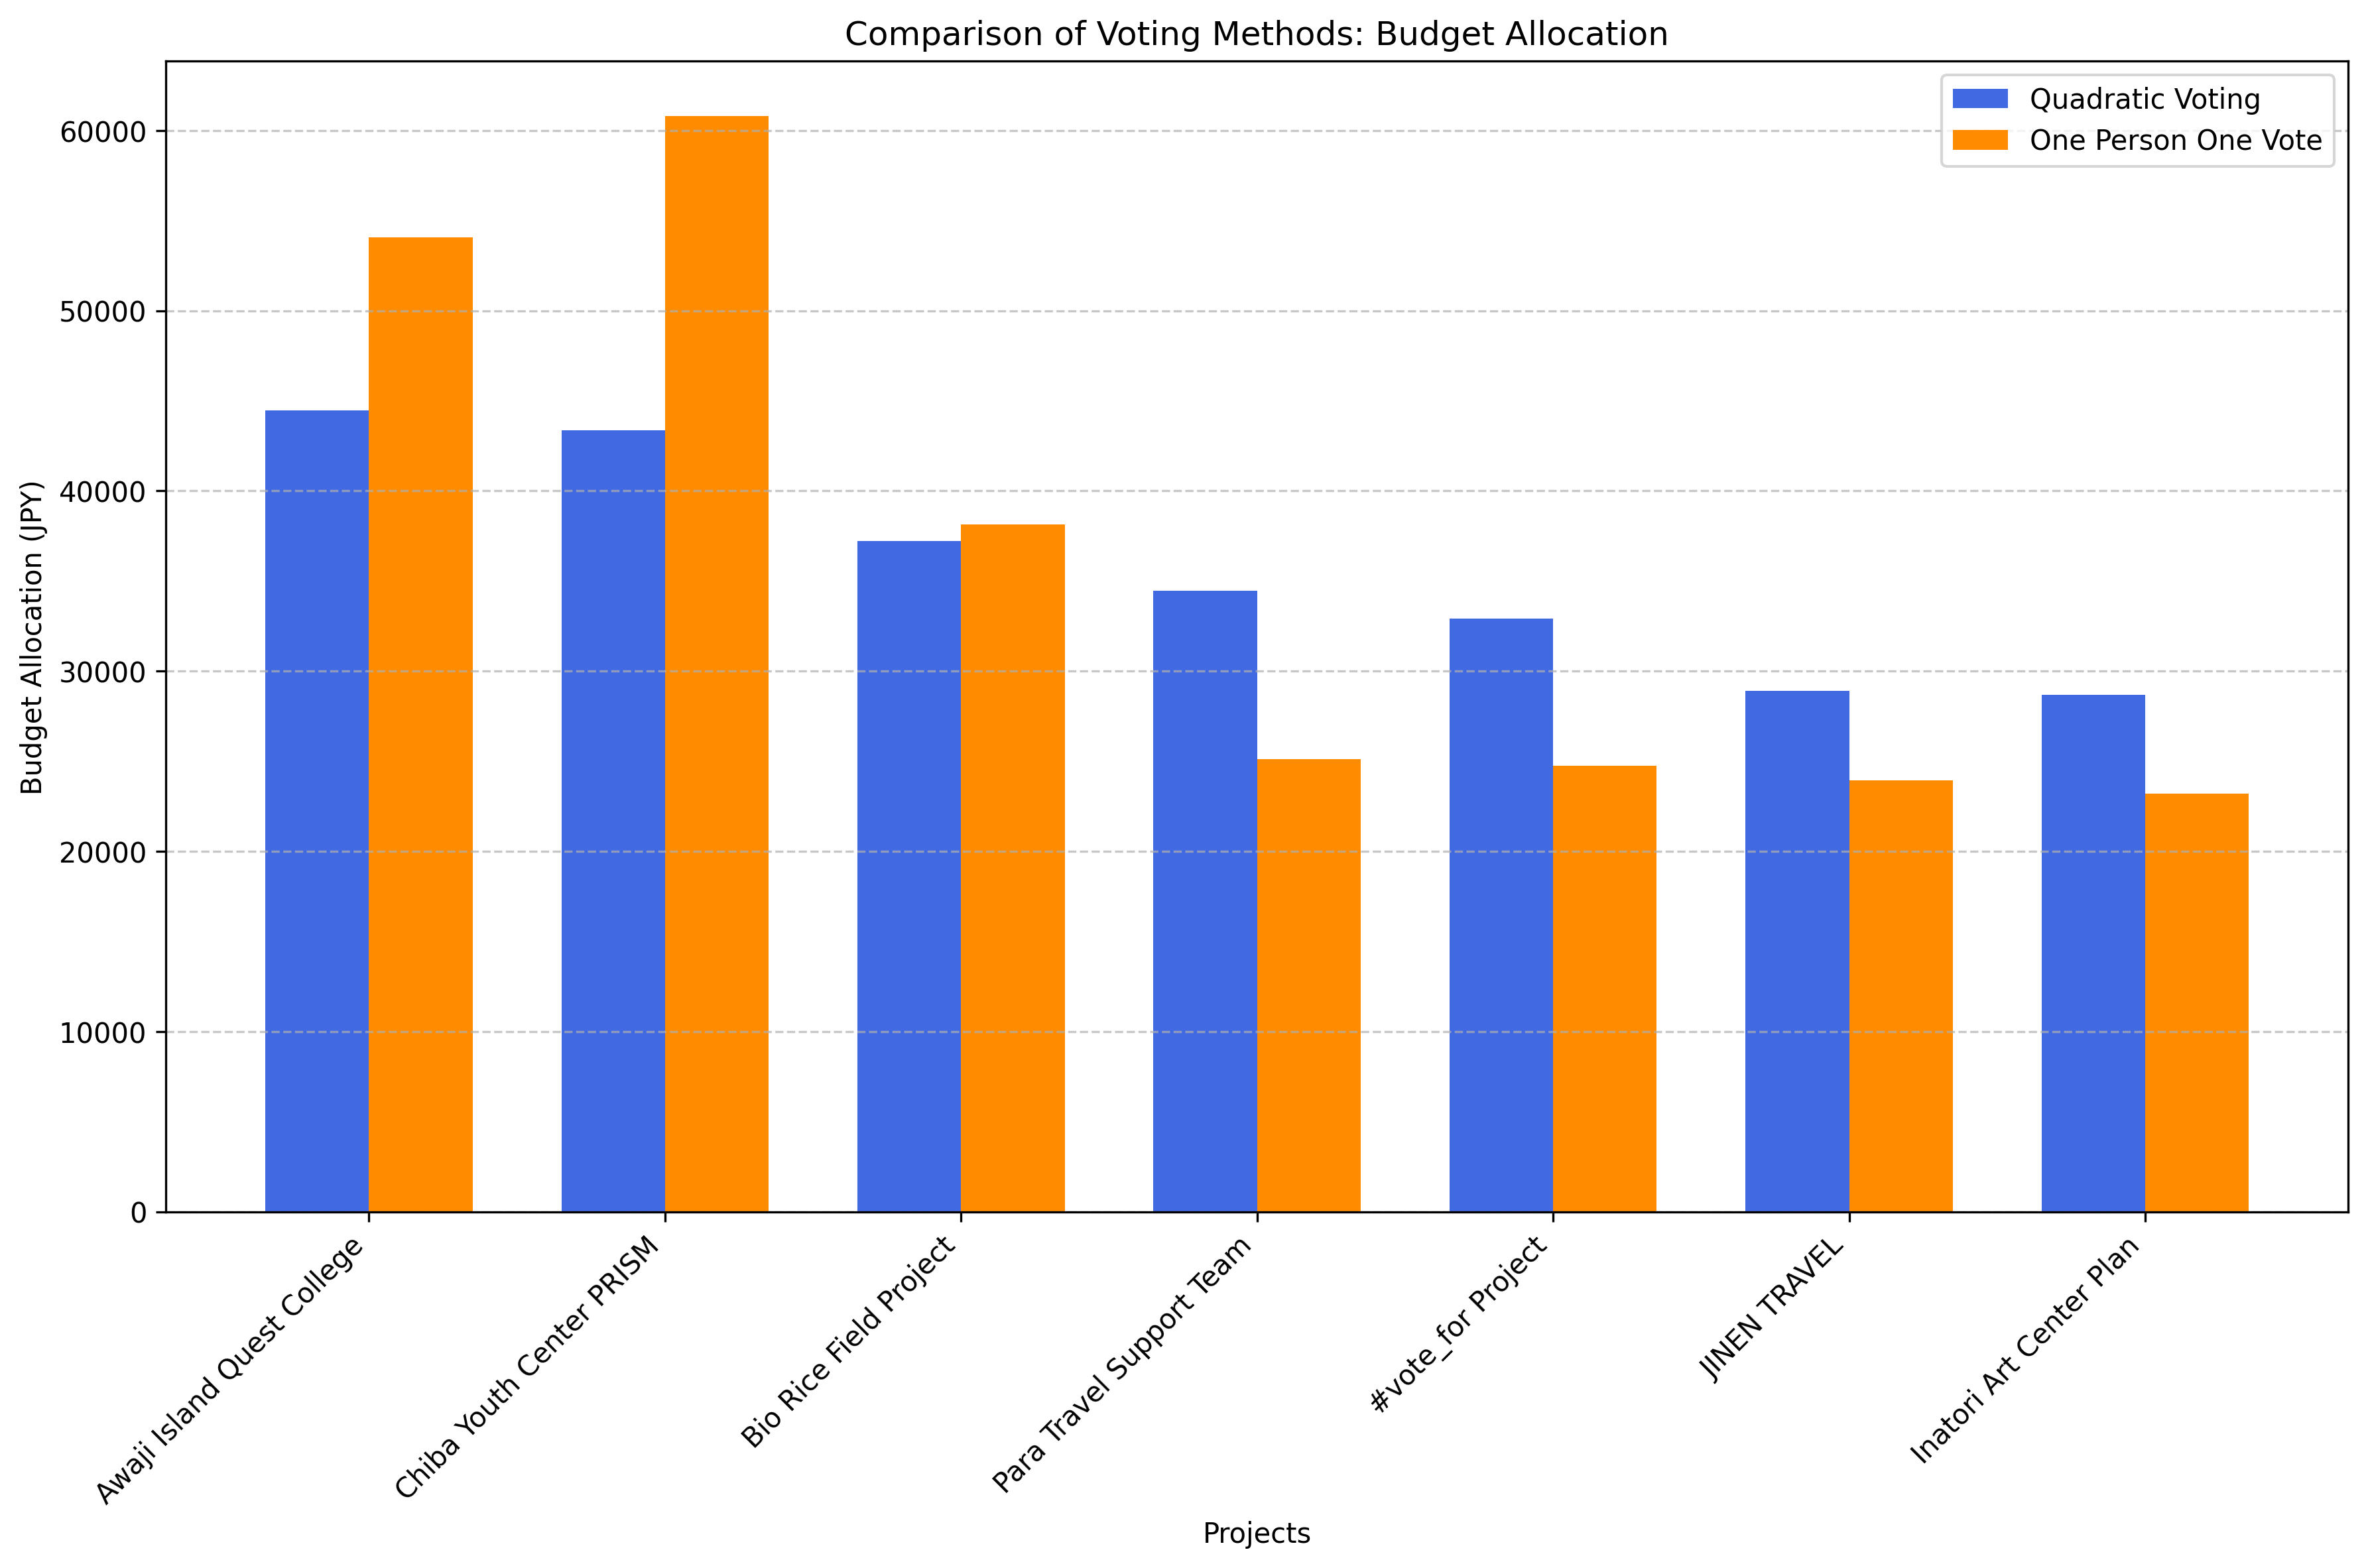 Comparison of Voting Methods: Budget Allocation
Quadratic Voting
One Person One Vote
Budget Allocation (JPY)
60000
50000
40000
30000
20000
10000
0
Awaji Island Quest College
Chiba Youth Center PRISM
Bio Rice Field Project
Para Travel Support Team
#vote_for Project
JINEN TRAVEL
Inatori Art Center Plan
Projects